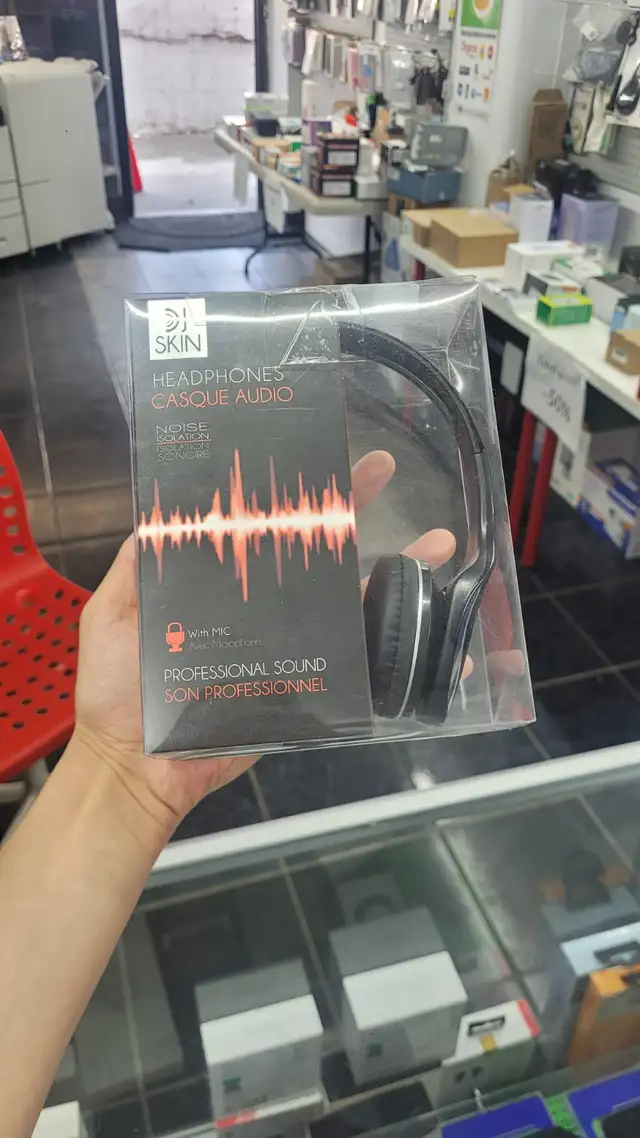 DJ
SKIN
HEADPHONES
CASQUE AUDIO
NOISE
ISOLATION
ISOLATION
SONORE
With MIC
Avec Microphone
PROFESSIONAL SOUND
SON PROFESSIONNEL
-50%